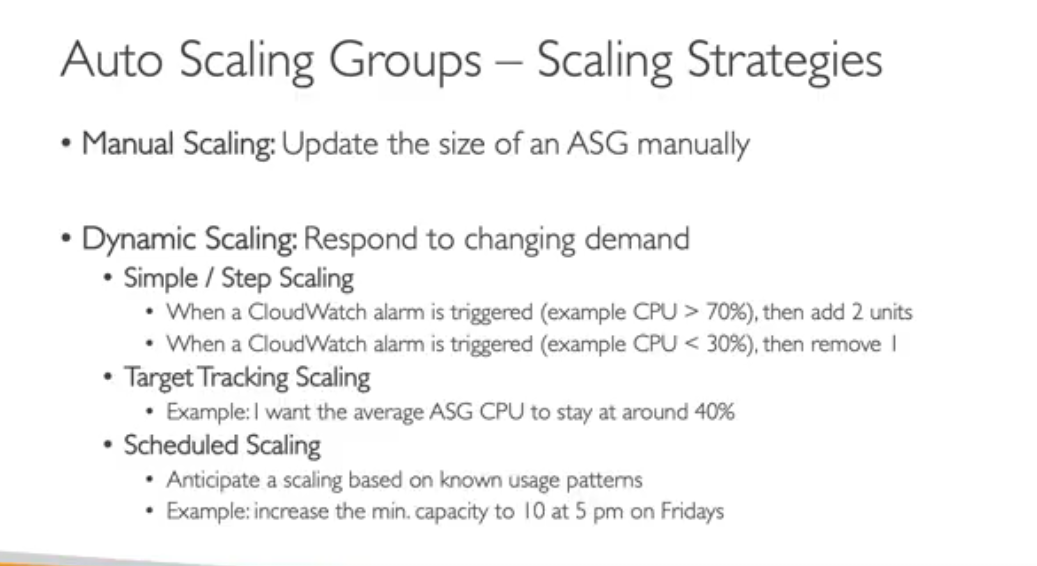 Auto Scaling Groups – Scaling Strategies
• Manual Scaling: Update the size of an ASG manually
• Dynamic Scaling: Respond to changing demand
• Simple / Step Scaling
• When a CloudWatch alarm is triggered (example CPU > 70%), then add 2 units
• When a CloudWatch alarm is triggered (example CPU < 30%), then remove 1
• Target Tracking Scaling
• Example: I want the average ASG CPU to stay at around 40%
• Scheduled Scaling
• Anticipate a scaling based on known usage patterns
• Example: increase the min. capacity to 10 at 5 pm on Fridays